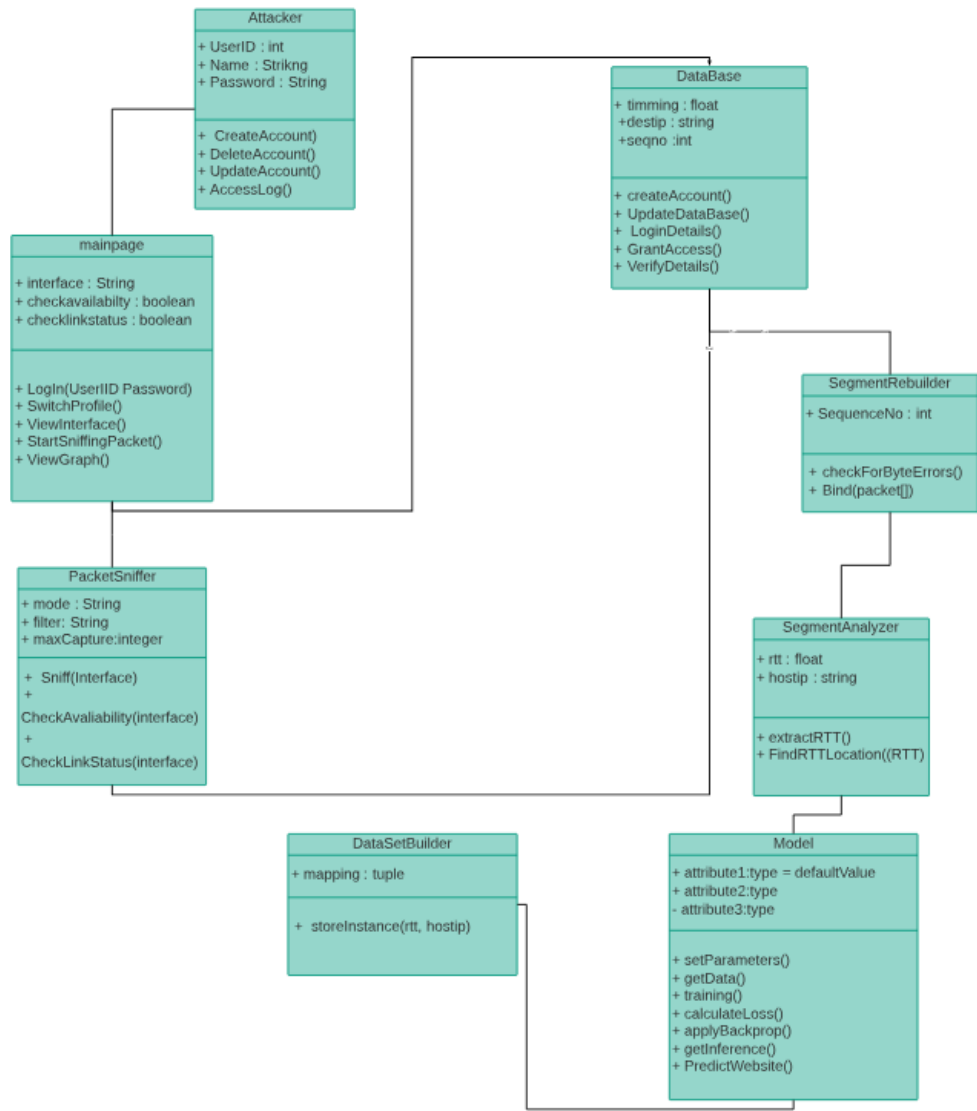 Attacker
+ UserID : int
+ Name : Strikng
+ Password : String
+ CreateAccount)
+ DeleteAccount()
+ UpdateAccount()
+ AccessLog()
DataBase
+ timming : float
+destip : string
+seqno :int
+ createAccount()
+ UpdateDataBase()
+ LoginDetails()
+ GrantAccess()
+ VerifyDetails()
mainpage
+ interface : String
+ checkavailabilty : boolean
+ checklinkstatus : boolean
+ LogIn(UserIID Password)
+ SwitchProfile()
+ ViewInterface()
+ StartSniffingPacket()
+ ViewGraph()
SegmentRebuilder
+ SequenceNo : int
+ checkForByteErrors()
+ Bind(packet[])
PacketSniffer
+ mode : String
+ filter: String
+ maxCapture:integer
+ Sniff(Interface)
+
CheckAvaliability(interface)
+
CheckLinkStatus(interface)
SegmentAnalyzer
+ rtt : float
+ hostip : string
+ extractRTT()
+ FindRTTLocation((RTT)
DataSetBuilder
+ mapping : tuple
+ storeInstance(rtt, hostip)
Model
+ attribute1:type = defaultValue
+ attribute2:type
- attribute3:type
+ setParameters()
+ getData()
+ training()
+ calculateLoss()
+ applyBackprop()
+ getInference()
+ PredictWebsite()